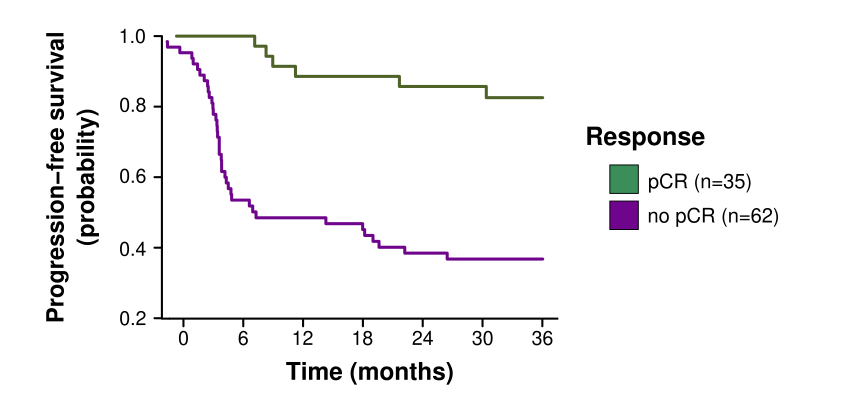 Progression−free survival
(probability)
1.0
0.8
0.6
0.4
0.2
0 6 12 18 24 30 36
Time (months)
Response
pCR (n=35)
no pCR (n=62)